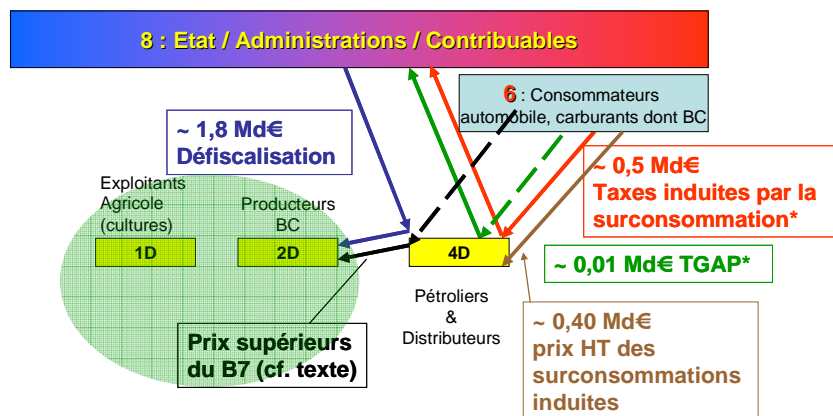 8 : Etat / Administrations / Contribuables
6 : Consommateurs
automobile, carburants dont BC
~ 1,8 Md€
Défiscalisation
~ 0,5 Md€
Taxes induites par la
surconsommation*
Exploitants
Agricole
(cultures)
Producteurs
BC
1D
2D
4D
~ 0,01 Md€ TGAP*
Pétroliers
&
Distributeurs
Prix supérieurs
du B7 (cf. texte)
~ 0,40 Md€
prix HT des
surconsommations
induites